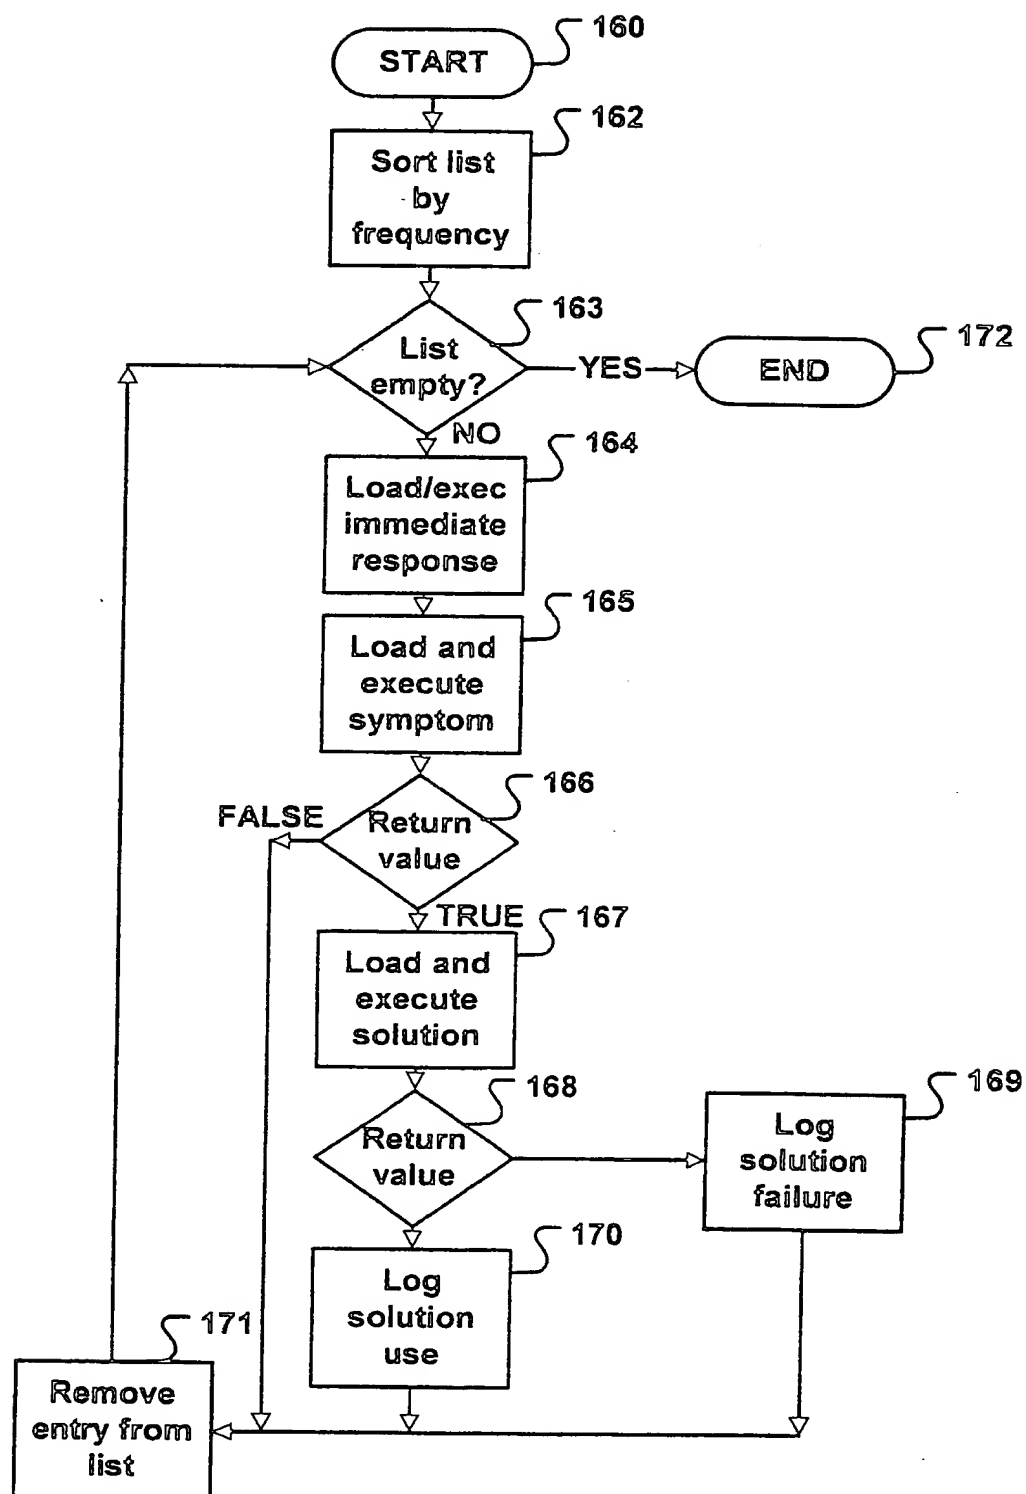 START
160
Sort list
by
frequency
162
List
empty?
163
YES
END
172
NO
Load/exec
immediate
response
164
Load and
execute
symptom
165
Return
value
166
FALSE
TRUE
Load and
execute
solution
167
Return
value
168
Log
solution
failure
169
Log
solution
use
170
Remove
entry from
list
171